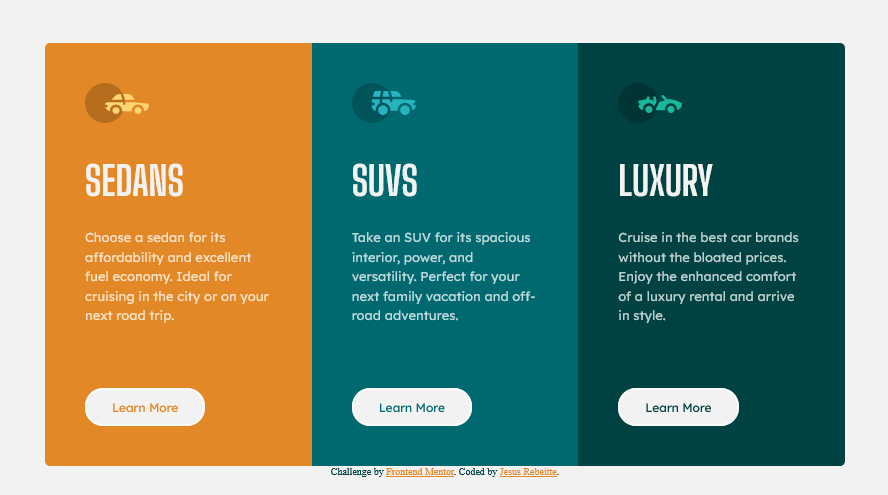 SEDANS
Choose a sedan for its
affordability and excellent
fuel economy. Ideal for
cruising in the city or on your
next road trip.
Learn More
SUVS
Take an SUV for its spacious
interior, power, and
versatility. Perfect for your
next family vacation and off-
road adventures.
Learn More
LUXURY
Cruise in the best car brands
without the bloated prices.
Enjoy the enhanced comfort
of a luxury rental and arrive
in style.
Learn More
Challenge by Frontend Mentor. Coded by Jesus Rebeitte.